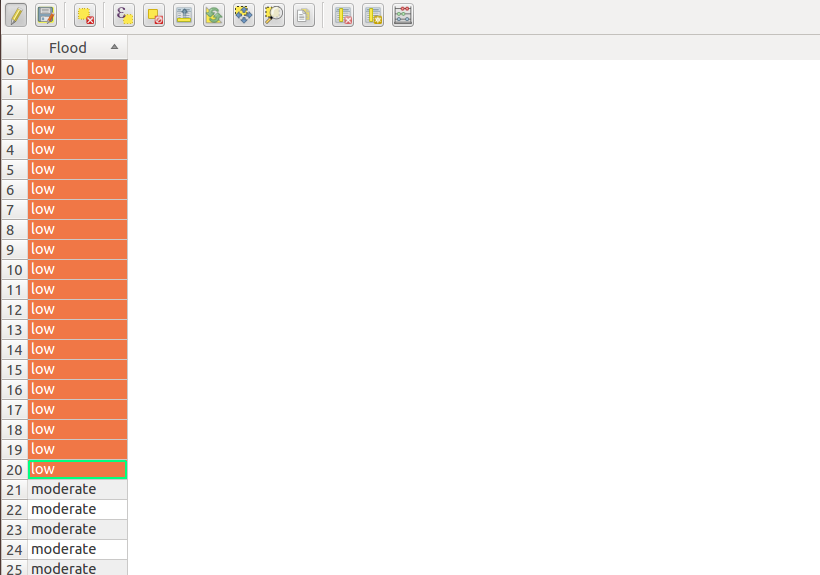 Flood
0 low
1 low
2 low
3 low
4 low
5 low
6 low
7 low
8 low
9 low
10 low
11 low
12 low
13 low
14 low
15 low
16 low
17 low
18 low
19 low
20 low
21 moderate
22 moderate
23 moderate
24 moderate
25 moderate